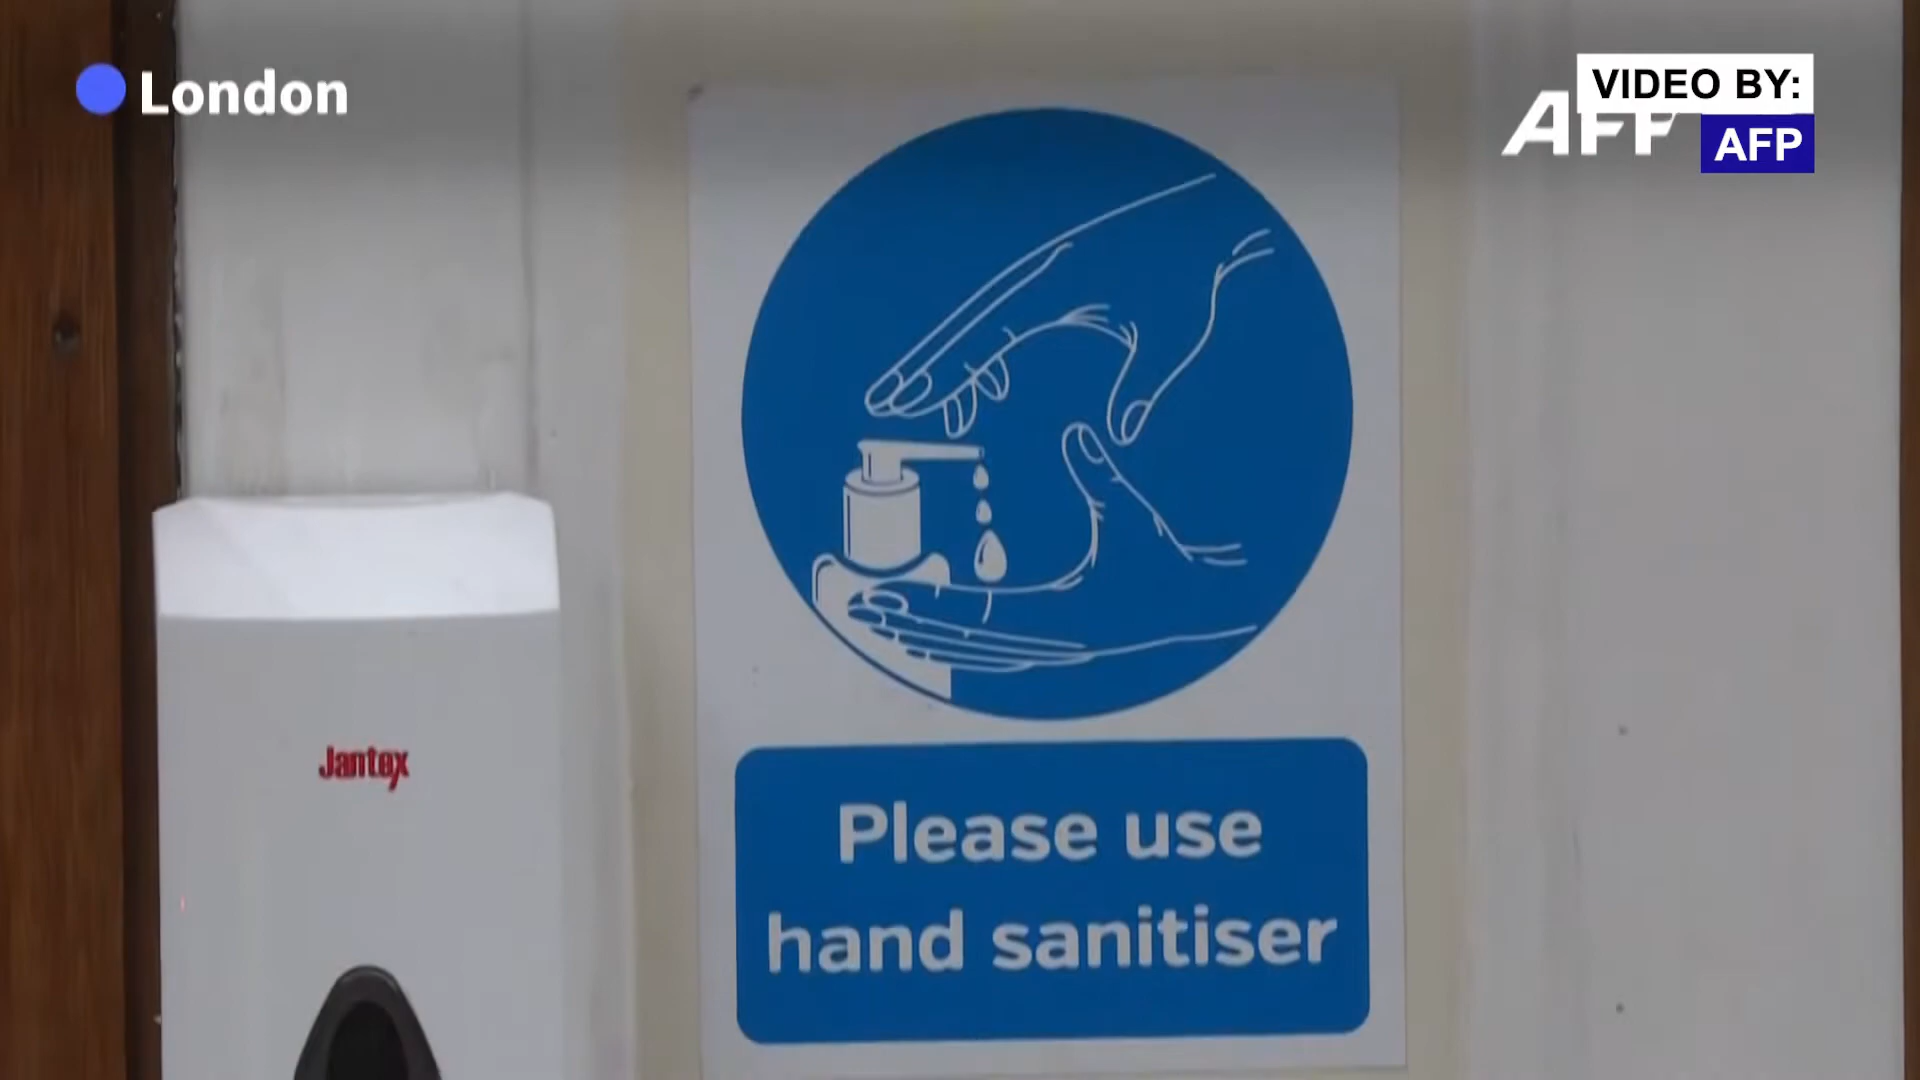 London
VIDEO BY:
AFP
Jantex
Please use
hand sanitiser